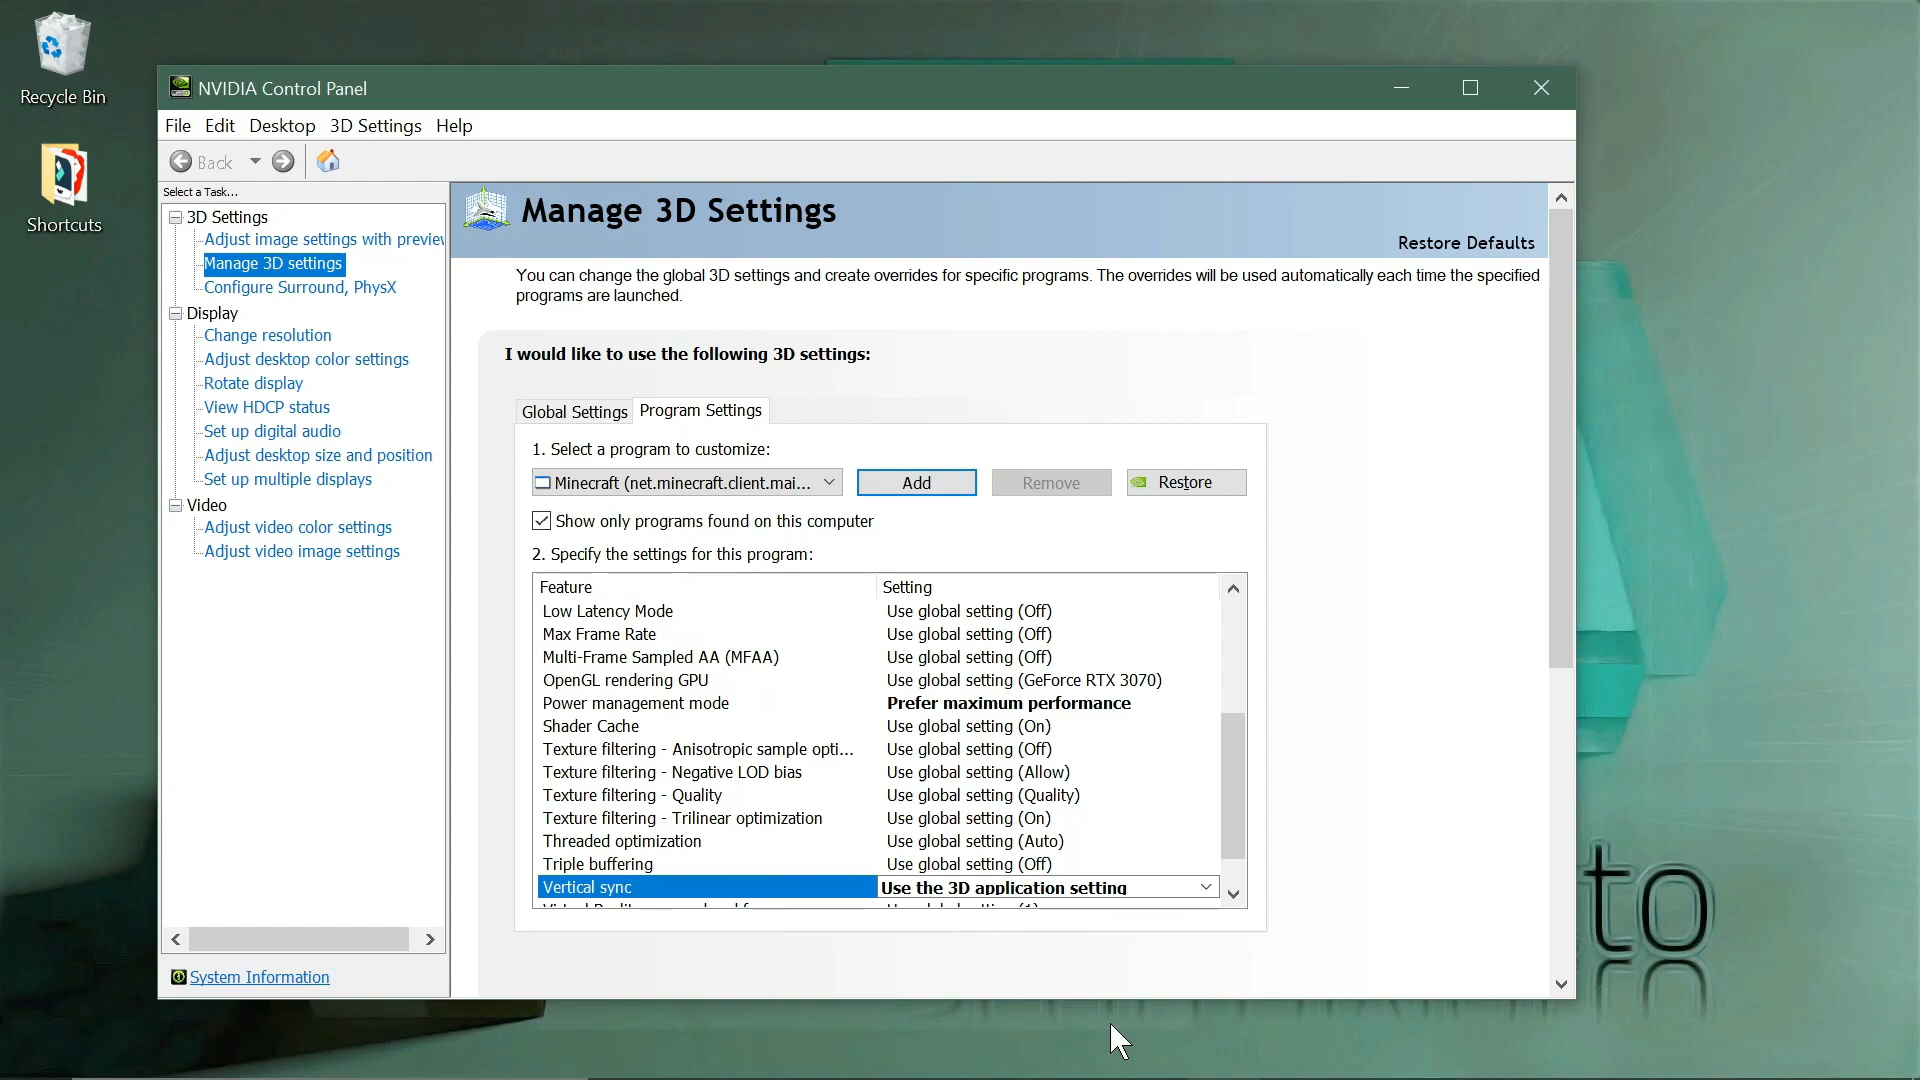 Recycle Bin
Shortcuts
NVIDIA Control Panel
File Edit Desktop 3D Settings Help
Back
Select a Task...
3D Settings
Adjust image settings with preview
Manage 3D settings
Configure Surround, PhysX
Display
Change resolution
Adjust desktop color settings
Rotate display
View HDCP status
Set up digital audio
Adjust desktop size and position
Set up multiple displays
Video
Adjust video color settings
Adjust video image settings
System Information
Manage 3D Settings
Restore Defaults
You can change the global 3D settings and create overrides for specific programs. The overrides will be used automatically each time the specified
programs are launched.
I would like to use the following 3D settings:
Global Settings Program Settings
1. Select a program to customize:
Minecraft (net.minecraft.client.mai... Add Remove Restore
Show only programs found on this computer
2. Specify the settings for this program:
Feature Setting
Low Latency Mode Use global setting (Off)
Max Frame Rate Use global setting (Off)
Multi-Frame Sampled AA (MFAA) Use global setting (Off)
OpenGL rendering GPU Use global setting (GeForce RTX 3070)
Power management mode Prefer maximum performance
Shader Cache Use global setting (On)
Texture filtering - Anisotropic sample opti... Use global setting (Off)
Texture filtering - Negative LOD bias Use global setting (Allow)
Texture filtering - Quality Use global setting (Quality)
Texture filtering - Trilinear optimization Use global setting (On)
Threaded optimization Use global setting (Auto)
Triple buffering Use global setting (Off)
Vertical sync Use the 3D application setting
to